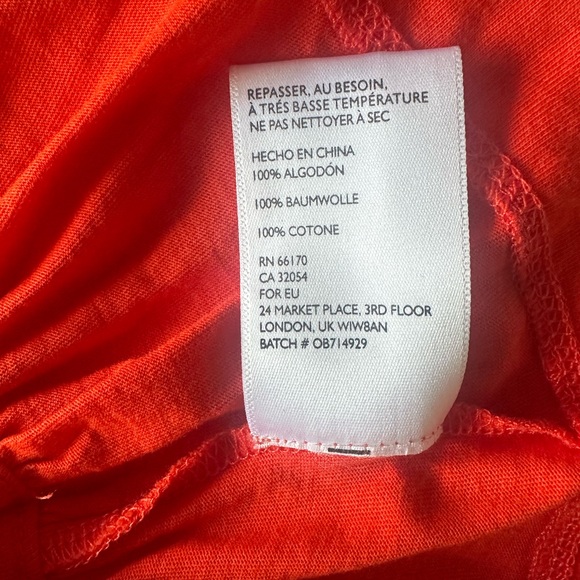 REPASSER, AU BESOIN,
À TRÉS BASSE TEMPÉRATURE
NE PAS NETTOYER À SEC
HECHO EN CHINA
100% ALGODÓN
100% BAUMWOLLE
100% COTONE
RN 66170
CA 32054
FOR EU
24 MARKET PLACE, 3RD FLOOR
LONDON, UK WIW8AN
BATCH # OB714929